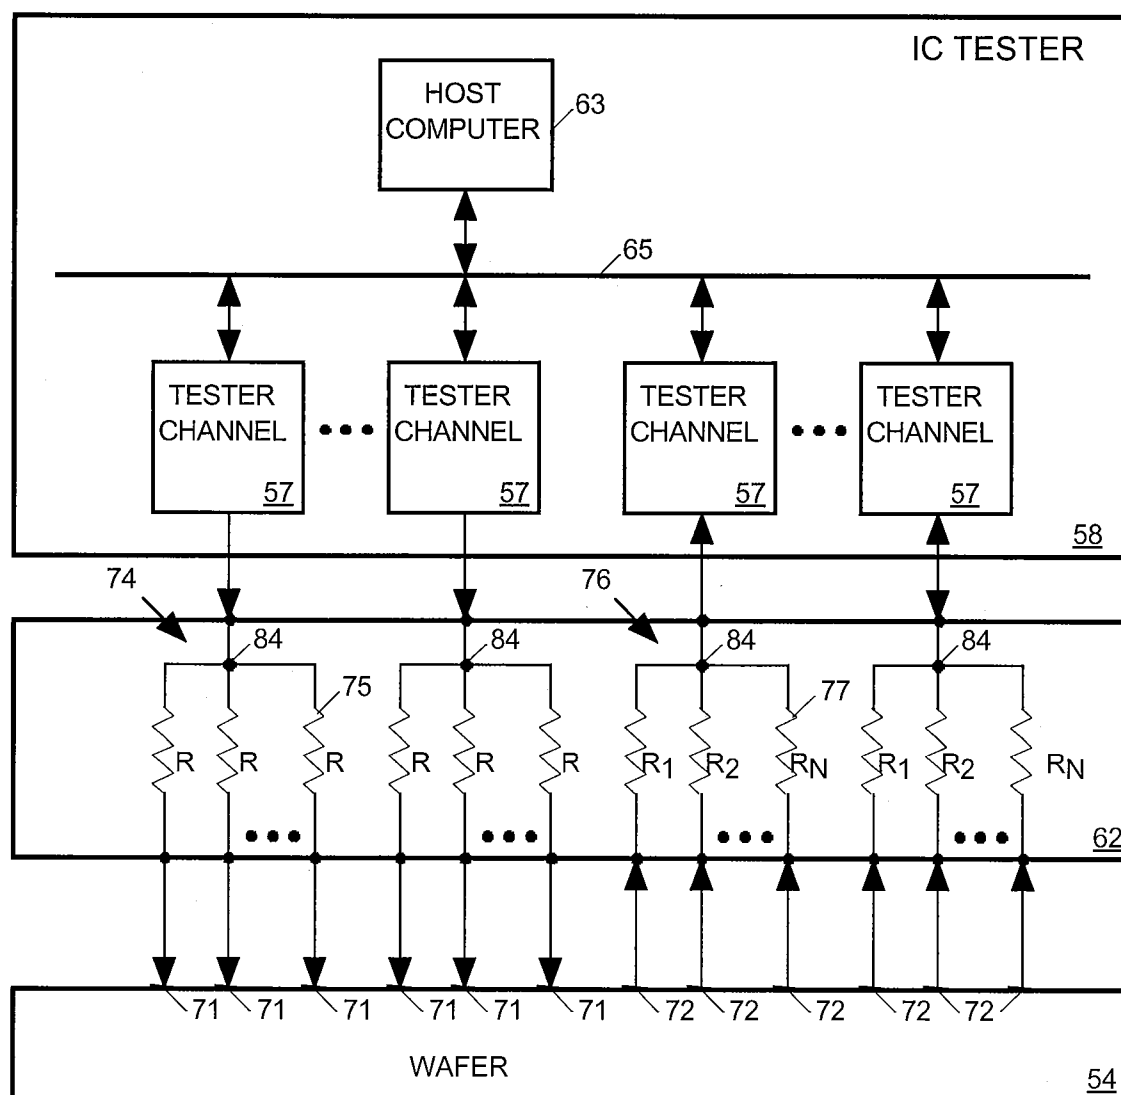 IC TESTER
HOST
COMPUTER
63
65
TESTER
CHANNEL
57
TESTER
CHANNEL
57
TESTER
CHANNEL
57
TESTER
CHANNEL
57
58
74
76
84
84
84
84
75
77
R
R
R
R
R
R
R1
R2
RN
R1
R2
RN
62
71
71
71
71
71
71
72
72
72
72
72
WAFER
54